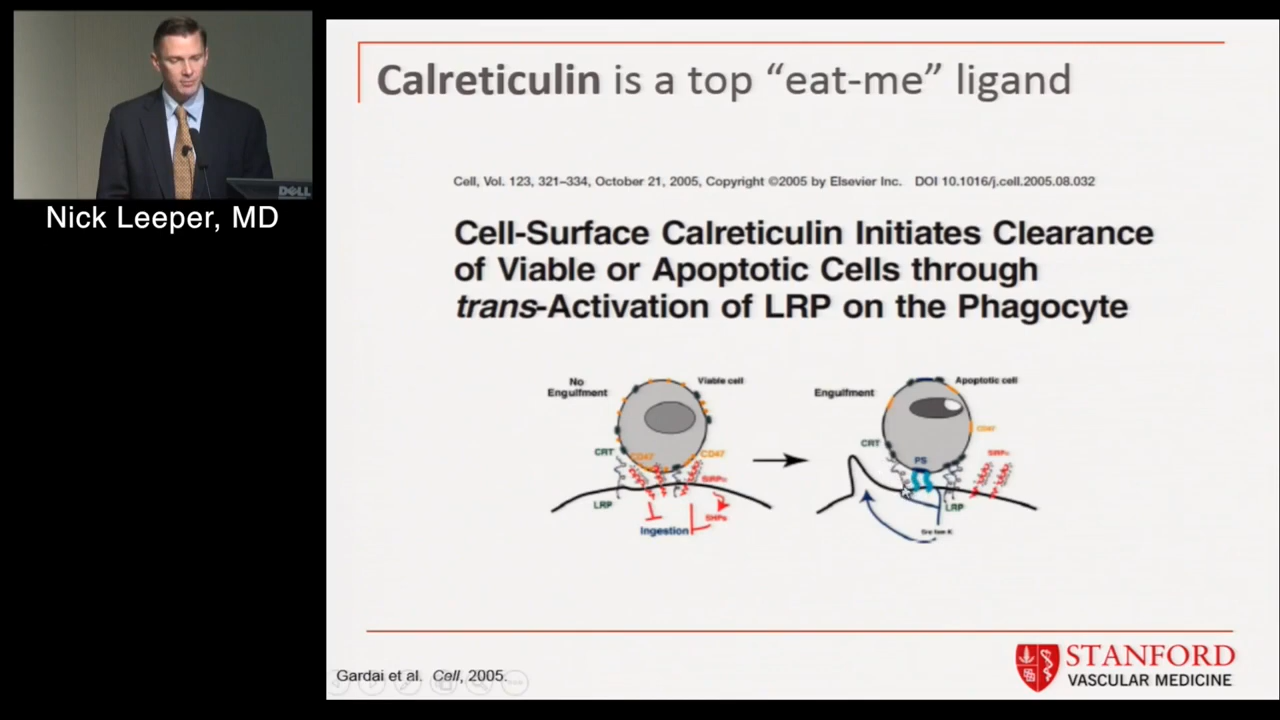 DELL
Nick Leeper, MD
Calreticulin is a top “eat-me” ligand
Cell, Vol. 123, 321–334, October 21, 2005, Copyright ©2005 by Elsevier Inc. DOI 10.1016/j.cell.2005.08.032
Cell-Surface Calreticulin Initiates Clearance
of Viable or Apoptotic Cells through
trans-Activation of LRP on the Phagocyte
No
Engulfment
Viable cell
CRT
CD47
CD47
SIRPα
LRP
SHPs
Ingestion
Engulfment
Apoptotic cell
CD47
CRT
PS
SIRPα
LRP
Gardai et al. Cell, 2005.
STANFORD
VASCULAR MEDICINE